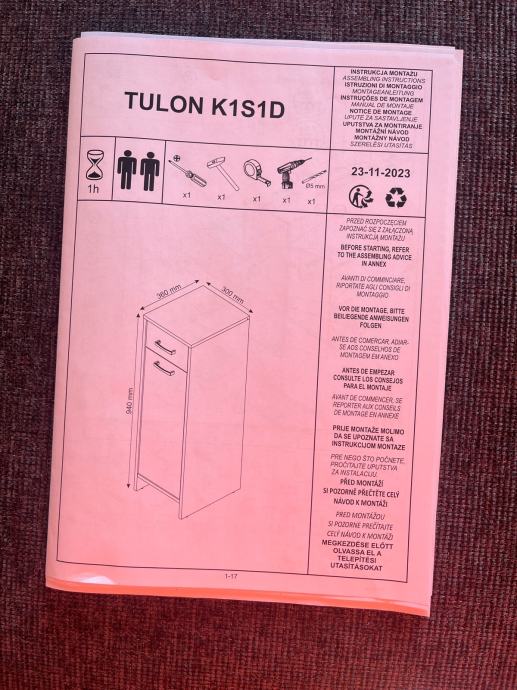 TULON K1S1D
INSTRUKCJA MONTAŻU
ASSEMBLING INSTRUCTIONS
ISTRUZIONI DI MONTAGGIO
MONTAGEANLEITUNG
INSTRUÇÕES DE MONTAGEM
MANUAL DE MONTAJE
NOTICE DE MONTAGE
UPUTE ZA SASTAVLJENJE
UPUTSTVA ZA MONTIRANJE
MONTÁŽNÍ NÁVOD
MONTÁŽNY NÁVOD
SZERELÉSI UTASÍTÁS
1h
x1
x1
x1
x1
Ø5 mm
x1
23-11-2023
PRZED ROZPOCZĘCIEM
ZAPOZNAĆ SIĘ Z ZAŁĄCZONĄ
INSTRUKCJĄ MONTAŻU
BEFORE STARTING, REFER
TO THE ASSEMBLING ADVICE
IN ANNEX
AVANTI DI COMMINCIARE,
RIPORTATE AGLI CONSIGLI DI
MONTAGGIO
VOR DIE MONTAGE, BITTE
BEILIEGENDE ANWEISUNGEN
FOLGEN
ANTES DE COMERCAR, ADIAR-
SE AOS CONSELHOS DE
MONTAGEM EM ANEXO
ANTES DE EMPEZAR
CONSULTE LOS CONSEJOS
PARA EL MONTAJE
AVANT DE COMMENCER, SE
REPORTER AUX CONSEILS
DE MONTAGE EN ANNEXE
PRIJE MONTAŽE MOLIMO
DA SE UPOZNATE SA
INSTRUKCIJOM MONTAZE
PRE NEGO ŠTO POČNETE,
PROČITAJTE UPUTSTVA
ZA INSTALACIJU.
PŘED MONTÁŽÍ
SI POZORNĚ PŘEČTĚTE CELÝ
NÁVOD K MONTÁŽI
PRED MONTÁŽDOU
SI POZORNE PREČÍTAJTE
CELÝ NÁVOD K MONTÁŽI
MEGKEZDÉSE ELŐTT
OLVASSA EL A
TELEPÍTÉSI
UTASÍTÁSOKAT
360 mm
300 mm
940 mm
1-17